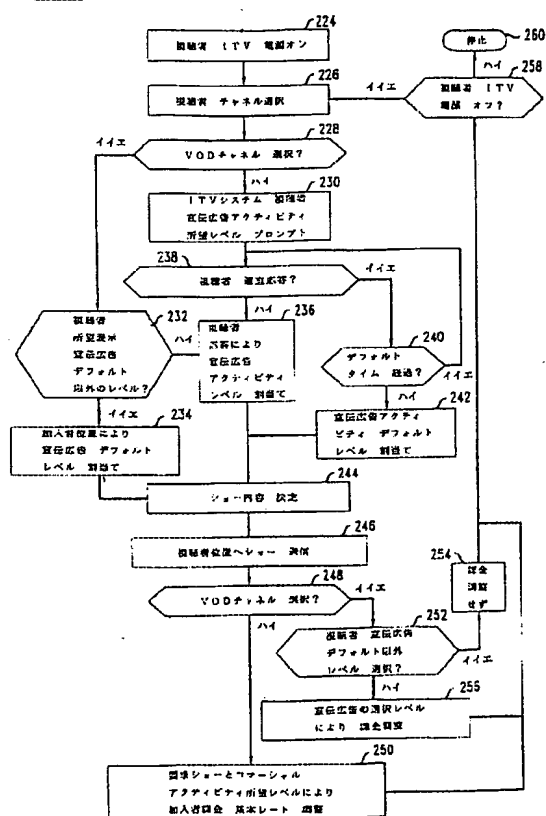 224
視聴者 ITV 電源オン
260
停止
ハイ
258
226
視聴者 チャネル選択
イイエ
視聴者 ITV
電源 オフ?
228
イイエ
VODチャネル 選択?
ハイ
230
ITVシステム 視聴者
宣伝広告アクティビティ
所望レベル プロンプト
238
視聴者 適立応答?
イイエ
232
視聴者
所望表示
宣伝広告
デフォルト
以外のレベル?
ハイ
ハイ
236
視聴者
応答により
宣伝広告
アクティビティ
レベル 割当て
240
デフォルト
タイム 経過?
イイエ
ハイ
242
宣伝広告アクティ
ビティ デフォルト
レベル 割当て
イイエ
234
加入者位置により
宣伝広告 デフォルト
レベル 割当て
244
ショー内容 決定
246
視聴者位置へショー 送信
248
VODチャネル 選択?
イイエ
ハイ
254
課金
調整
せず
252
視聴者 宣伝広告
デフォルト以外
レベル 選択?
イイエ
ハイ
255
宣伝広告の選択レベル
により 課金調整
250
要求ショーとコマーシャル
アクティビティ所望レベルにより
加入者課金 基本レート 調整